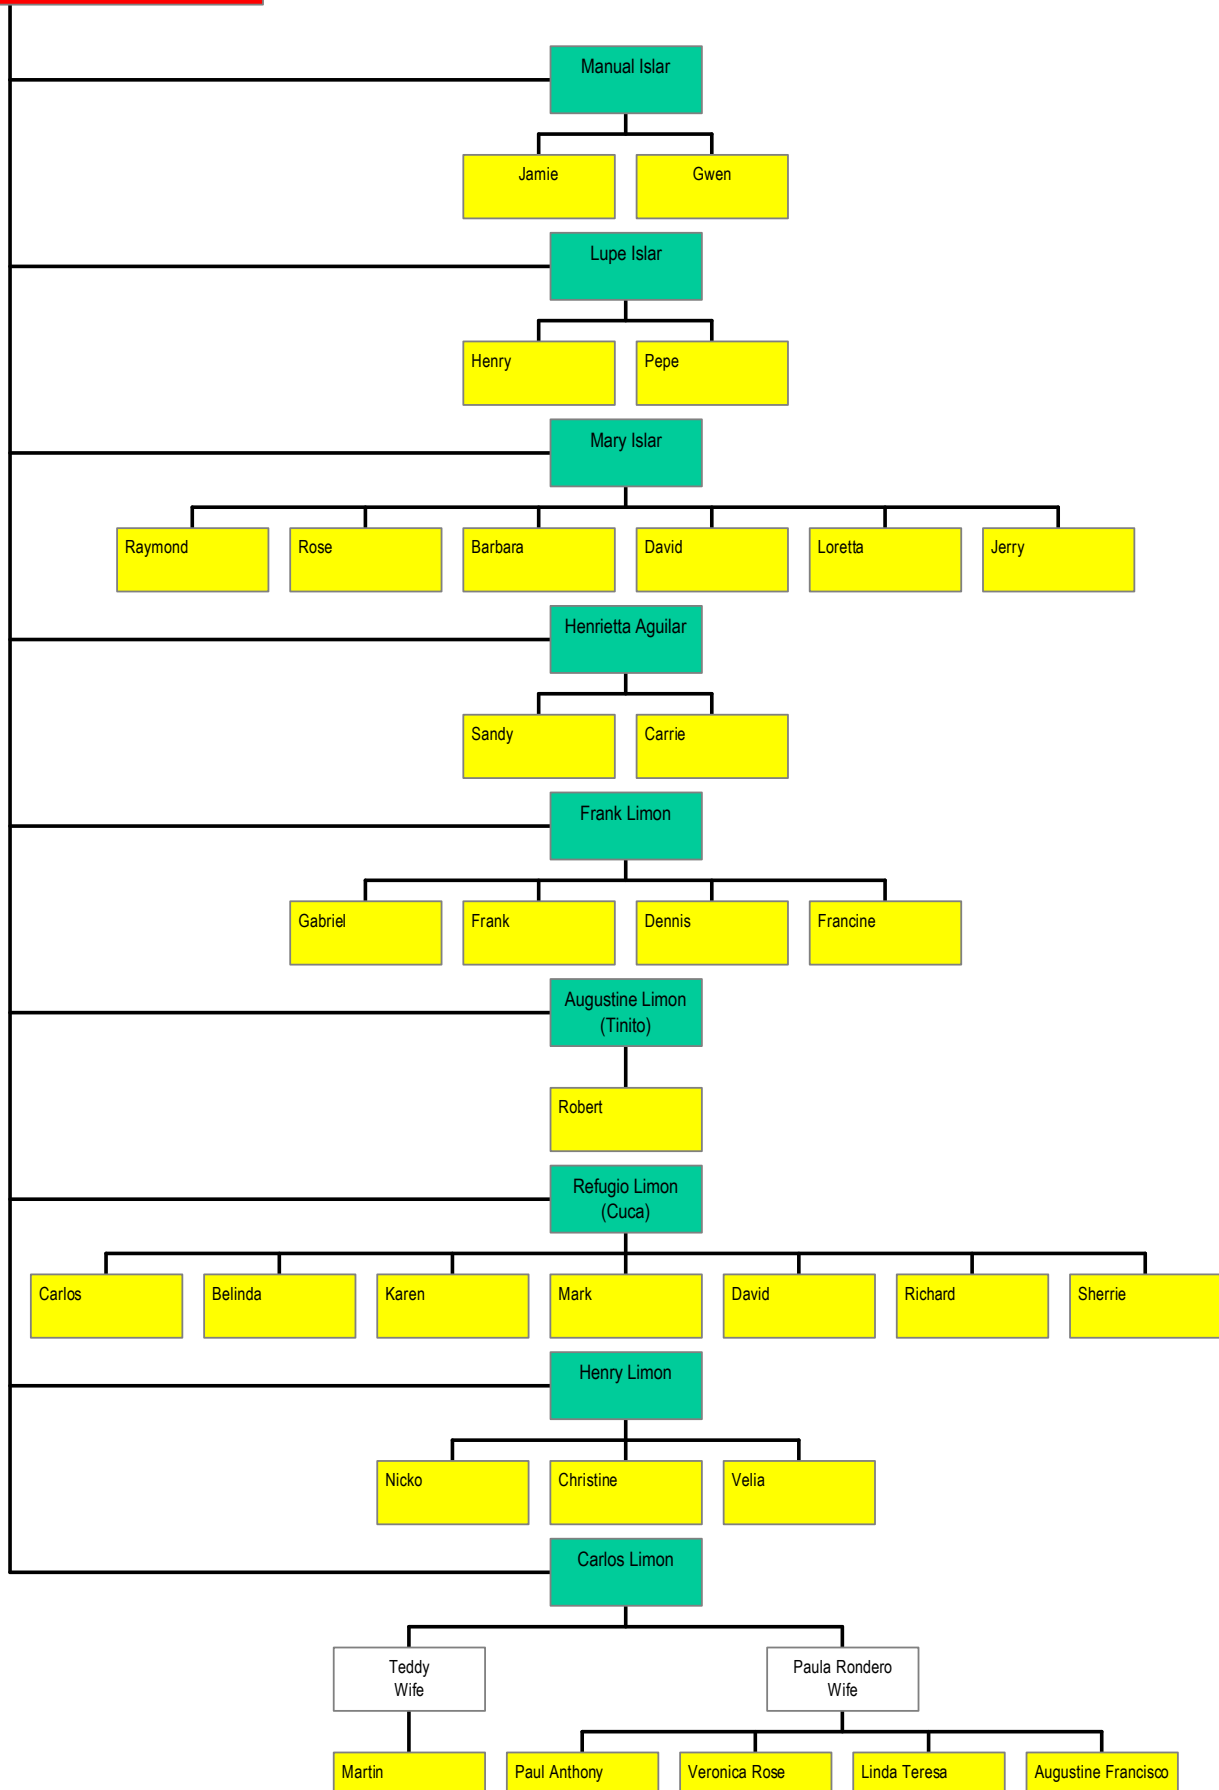 Manual Islar
Jamie
Gwen
Lupe Islar
Henry
Pepe
Mary Islar
Raymond
Rose
Barbara
David
Loretta
Jerry
Henrietta Aguilar
Sandy
Carrie
Frank Limon
Gabriel
Frank
Dennis
Francine
Augustine Limon
(Tinito)
Robert
Refugio Limon
(Cuca)
Carlos
Belinda
Karen
Mark
David
Richard
Sherrie
Henry Limon
Nicko
Christine
Velia
Carlos Limon
Teddy
Wife
Paula Rondero
Wife
Martin
Paul Anthony
Veronica Rose
Linda Teresa
Augustine Francisco